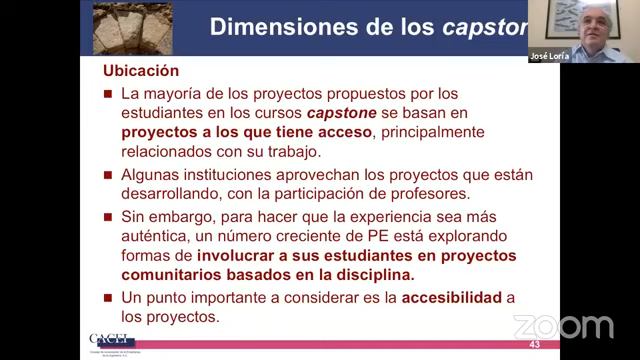 Dimensiones de los capston
José Loría
Ubicación
La mayoría de los proyectos propuestos por los
estudiantes en los cursos capstone se basan en
proyectos a los que tiene acceso, principalmente
relacionados con su trabajo.
Algunas instituciones aprovechan los proyectos que están
desarrollando, con la participación de profesores.
Sin embargo, para hacer que la experiencia sea más
auténtica, un número creciente de PE está explorando
formas de involucrar a sus estudiantes en proyectos
comunitarios basados en la disciplina.
Un punto importante a considerar es la accesibilidad a
los proyectos.
CACEI
43
zoom